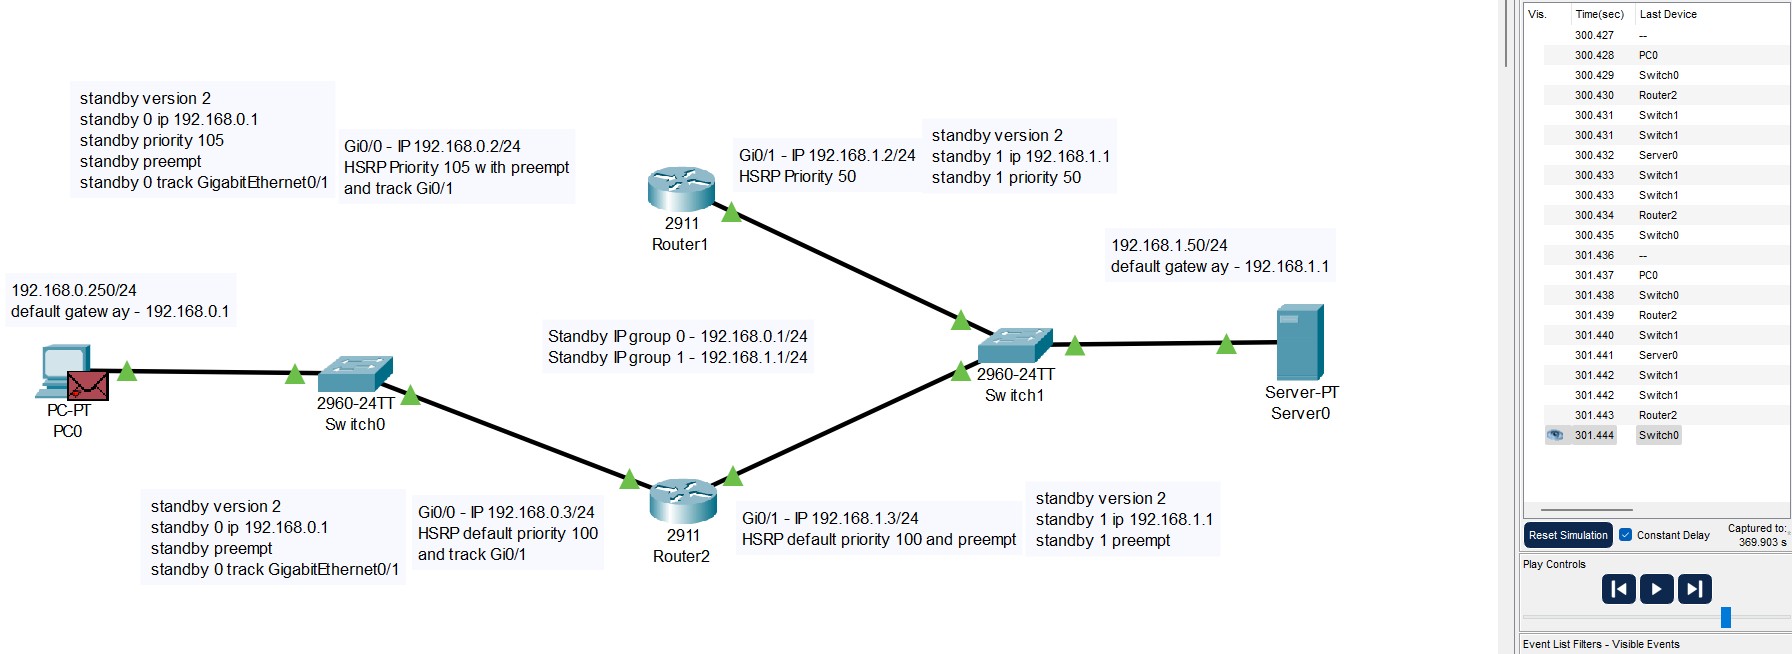 standby version 2
standby 0 ip 192.168.0.1
standby priority 105
standby preempt
standby 0 track GigabitEthernet0/1
Gi0/0 - IP 192.168.0.2/24
HSRP Priority 105 with preempt
and track Gi0/1
Gi0/1 - IP 192.168.1.2/24
HSRP Priority 50
standby version 2
standby 1 ip 192.168.1.1
standby 1 priority 50
2911
Router1
192.168.1.50/24
default gateway - 192.168.1.1
192.168.0.250/24
default gateway - 192.168.0.1
Standby IP group 0 - 192.168.0.1/24
Standby IP group 1 - 192.168.1.1/24
PC-PT
PC0
2960-24TT
Switch0
2960-24TT
Switch1
Server-PT
Server0
standby version 2
standby 0 ip 192.168.0.1
standby preempt
standby 0 track GigabitEthernet0/1
Gi0/0 - IP 192.168.0.3/24
HSRP default priority 100
and track Gi0/1
2911
Router2
Gi0/1 - IP 192.168.1.3/24
HSRP default priority 100 and preempt
standby version 2
standby 1 ip 192.168.1.1
standby 1 preempt
Vis. Time(sec) Last Device
300.427 --
300.428 PC0
300.429 Switch0
300.430 Router2
300.431 Switch1
300.431 Switch1
300.432 Server0
300.433 Switch1
300.433 Switch1
300.434 Router2
300.435 Switch0
301.436 --
301.437 PC0
301.438 Switch0
301.439 Router2
301.440 Switch1
301.441 Server0
301.442 Switch1
301.442 Switch1
301.443 Router2
301.444 Switch0
Reset Simulation
Constant Delay
Captured to:
369.903 s
Play Controls
Event List Filters - Visible Events